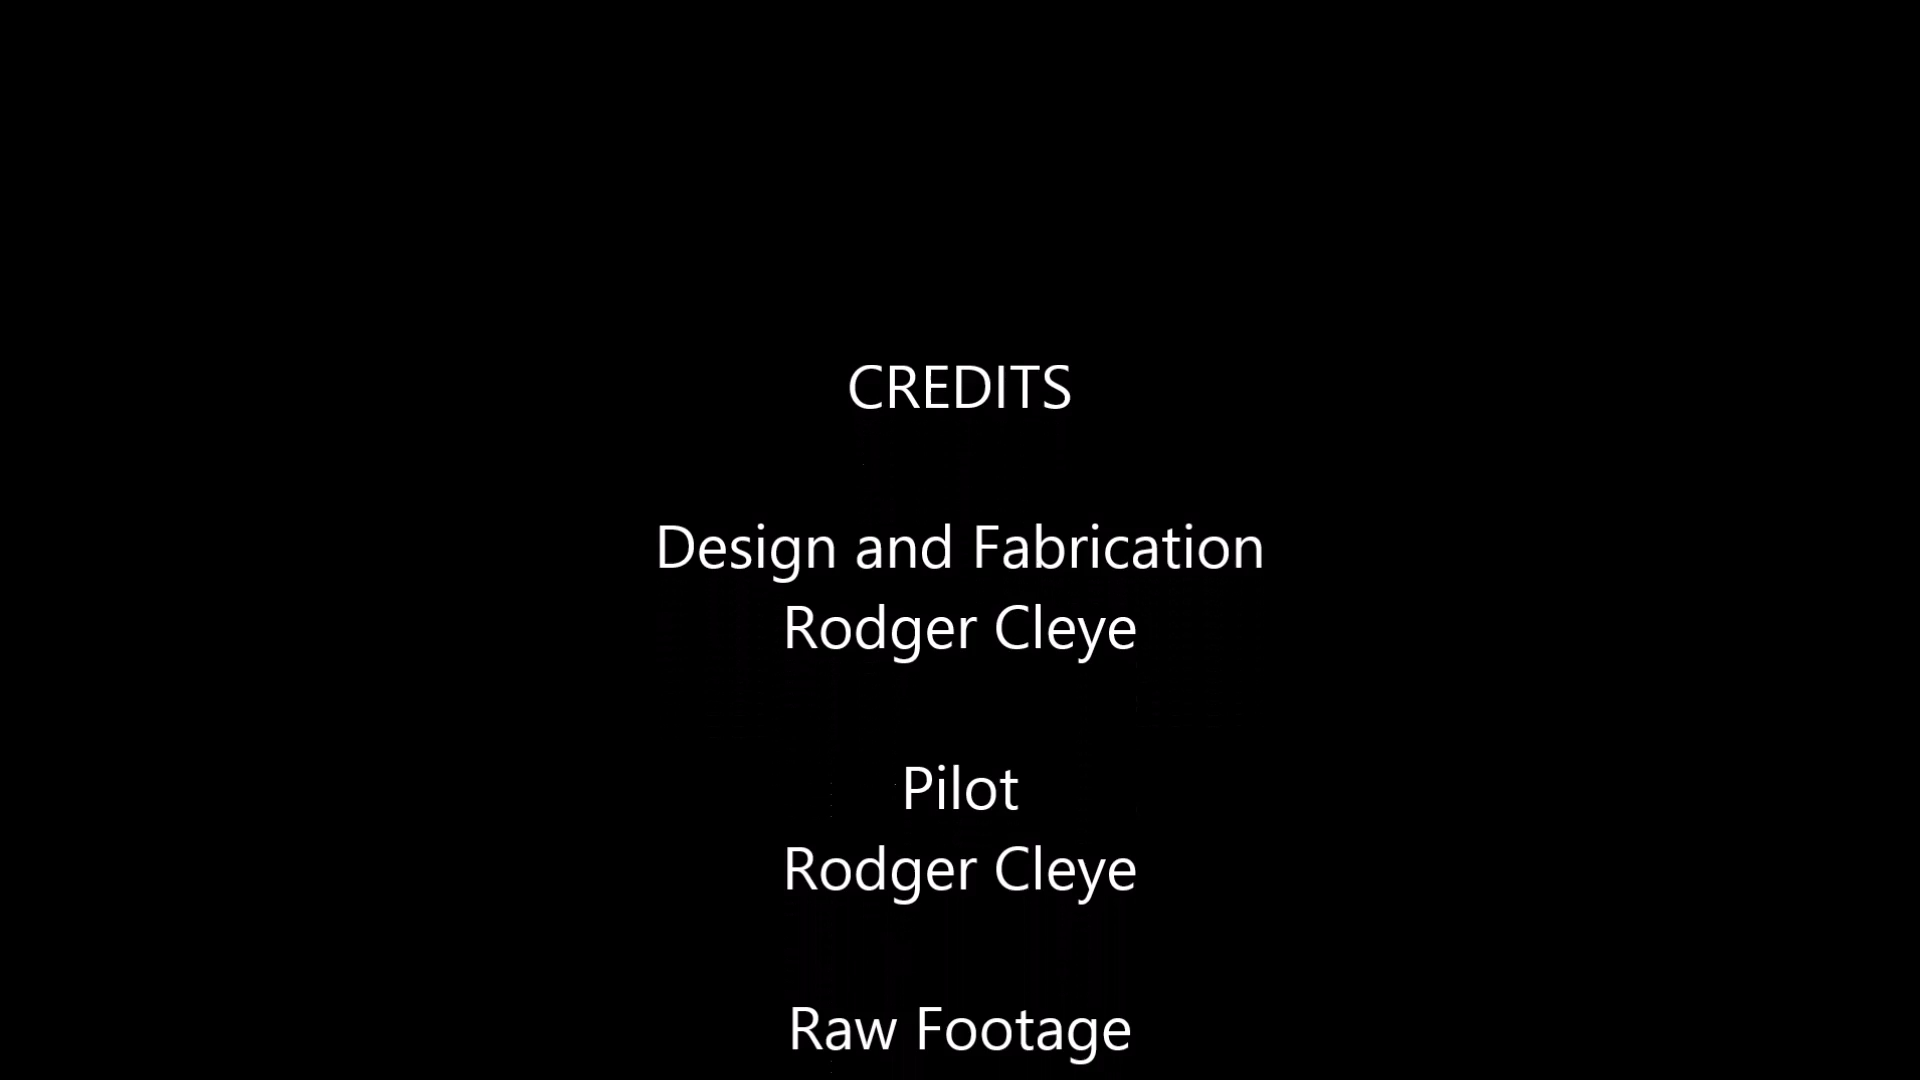 CREDITS
Design and Fabrication
Rodger Cleye
Pilot
Rodger Cleye
Raw Footage